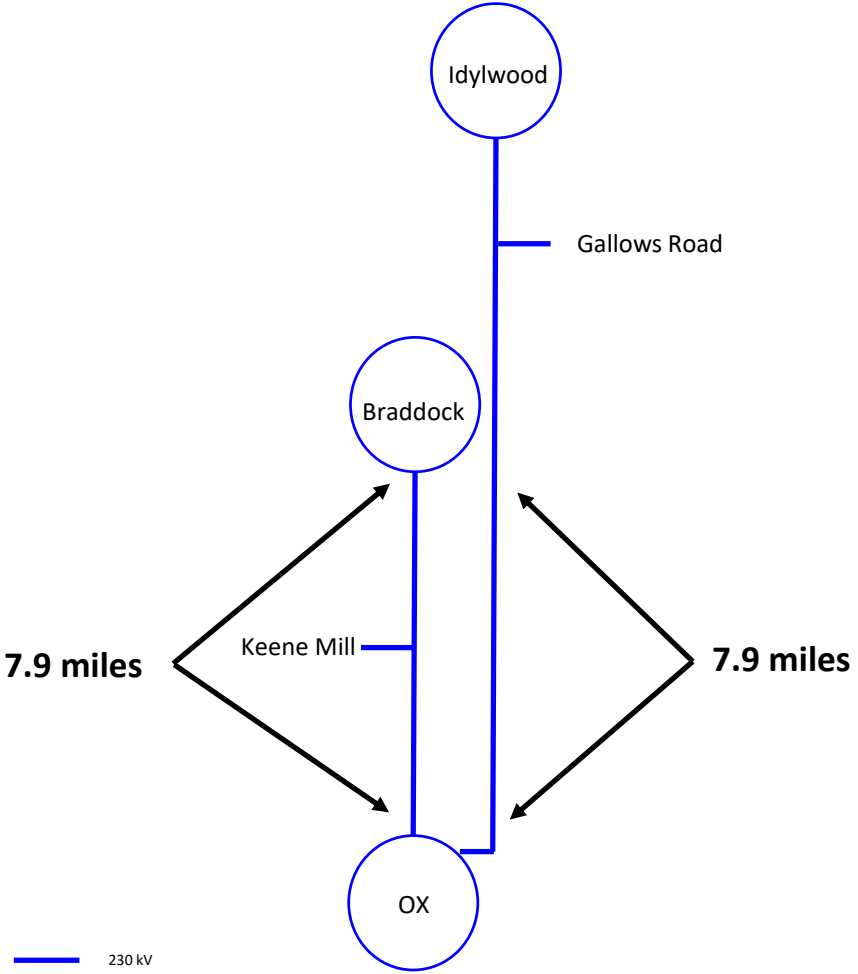 Idylwood
Gallows Road
Braddock
Keene Mill
7.9 miles
7.9 miles
OX
230 kV